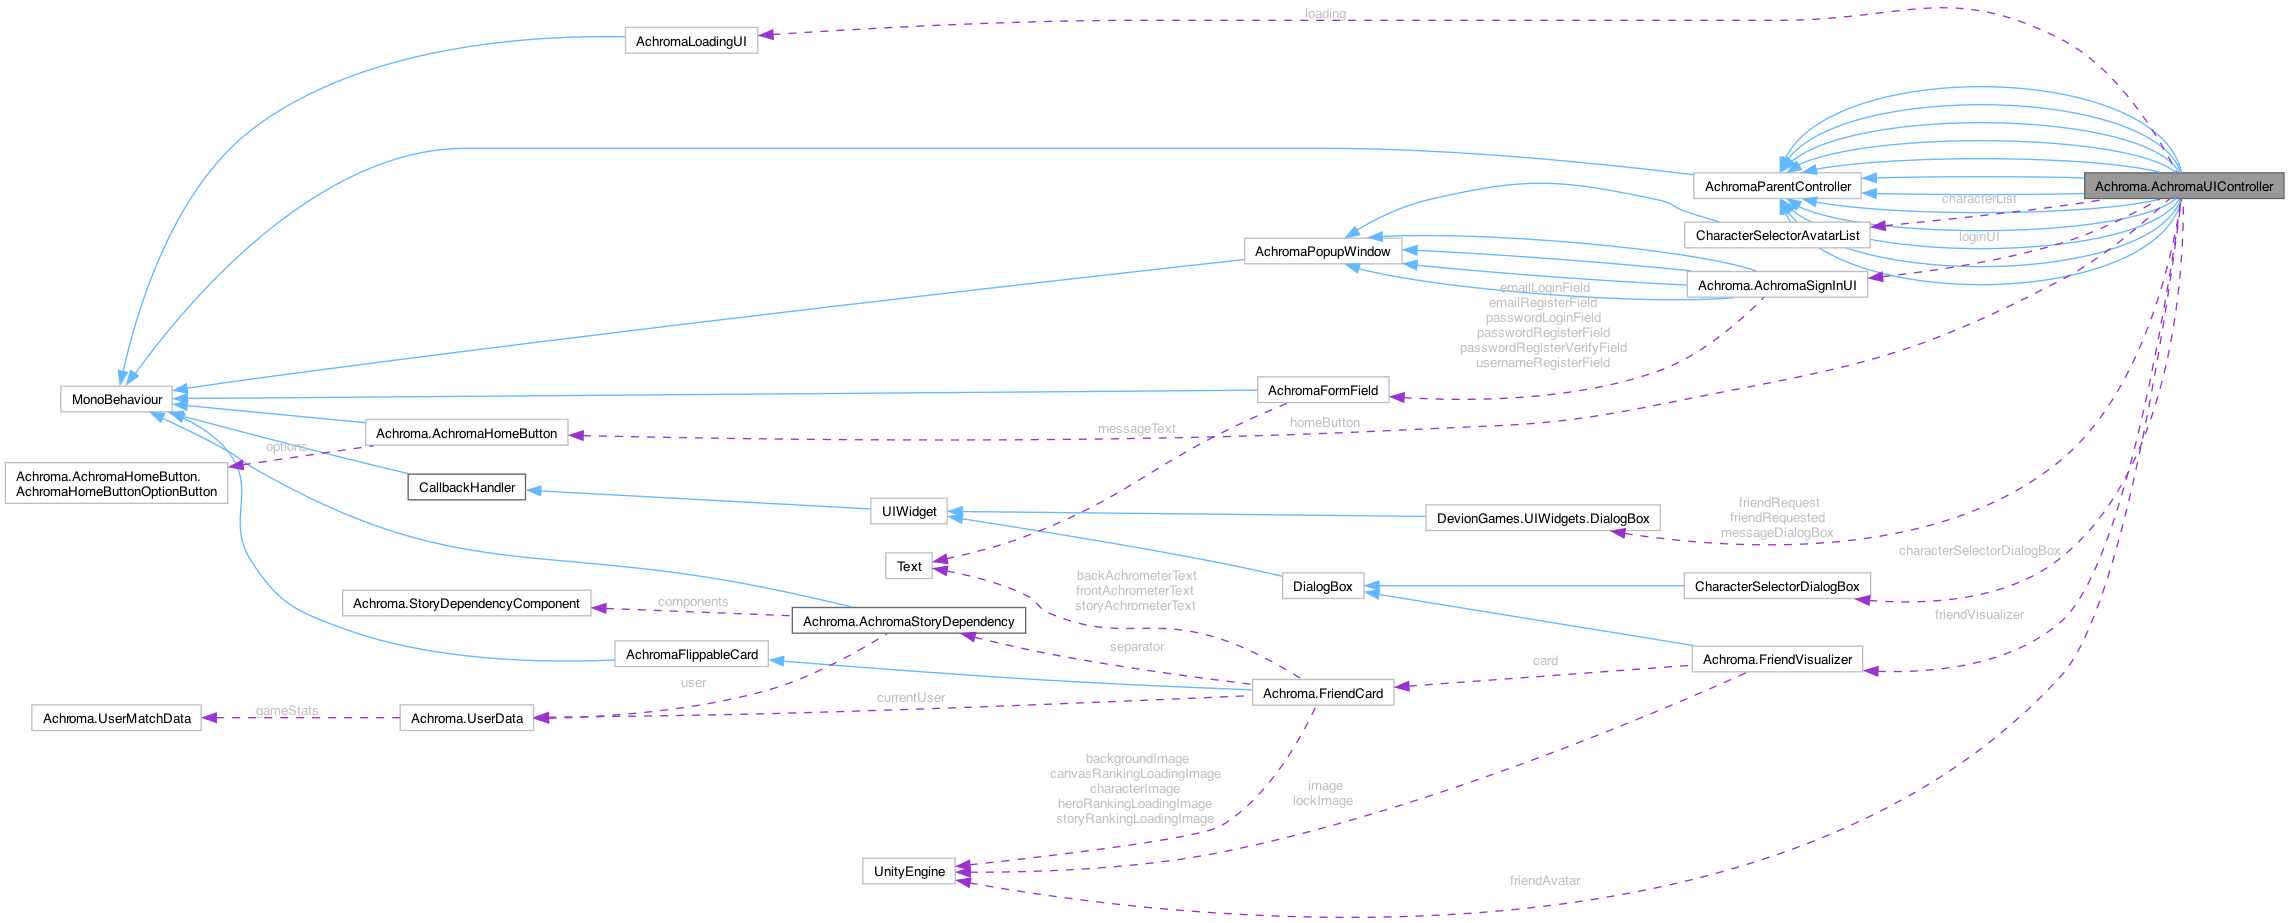 loading
AchromaLoadingUI
AchromaParentController
Achroma.AchromaUIController
characterList
CharacterSelectorAvatarList
loginUI
AchromaPopupWindow
Achroma.AchromaSignInUI
emailLoginField
emailRegisterField
passwordLoginField
passwordRegisterField
passwordRegisterVerifyField
usernameRegisterField
AchromaFormField
MonoBehaviour
homeButton
messageText
Achroma.AchromaHomeButton
options
Achroma.AchromaHomeButton.
AchromaHomeButtonOptionButton
CallbackHandler
UIWidget
DevionGames.UIWidgets.DialogBox
friendRequest
friendRequested
messageDialogBox
characterSelectorDialogBox
Text
backAchrometerText
frontAchrometerText
storyAchrometerText
DialogBox
CharacterSelectorDialogBox
Achroma.StoryDependencyComponent
components
Achroma.AchromaStoryDependency
friendVisualizer
separator
AchromaFlippableCard
card
Achroma.FriendVisualizer
user
currentUser
Achroma.FriendCard
Achroma.UserMatchData
gameStats
Achroma.UserData
backgroundImage
canvasRankingLoadingImage
characterImage
heroRankingLoadingImage
storyRankingLoadingImage
image
lockImage
UnityEngine
friendAvatar